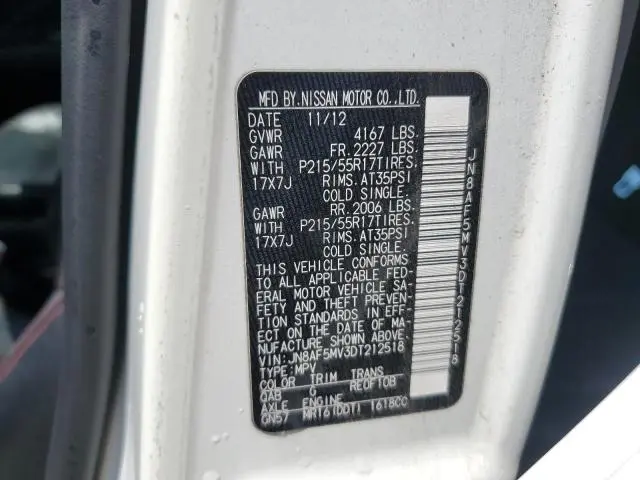 MFD BY.NISSAN MOTOR CO.,LTD.
DATE 11/12
GVWR 4167 LBS.
GAWR FR. 2227 LBS.
WITH P215/55R17TIRES.
17X7J RIMS. AT35PSI
COLD SINGLE.
GAWR RR. 2006 LBS.
WITH P215/55R17TIRES.
17X7J RIMS. AT35PSI
COLD SINGLE.
THIS VEHICLE CONFORMS
TO ALL APPLICABLE FED-
ERAL MOTOR VEHICLE SA-
FETY AND THEFT PREVEN-
TION STANDARDS IN EFF-
ECT ON THE DATE OF MA-
NUFACTURE SHOWN ABOVE.
VIN: JN8AF5MV3DT212518
TYPE: MPV
COLOR TRIM TRANS
QAB G RE0F10B
AXLE ENGINE
GN57 MR16(DDT) 1618CC
JN8AF5MV3DT212518